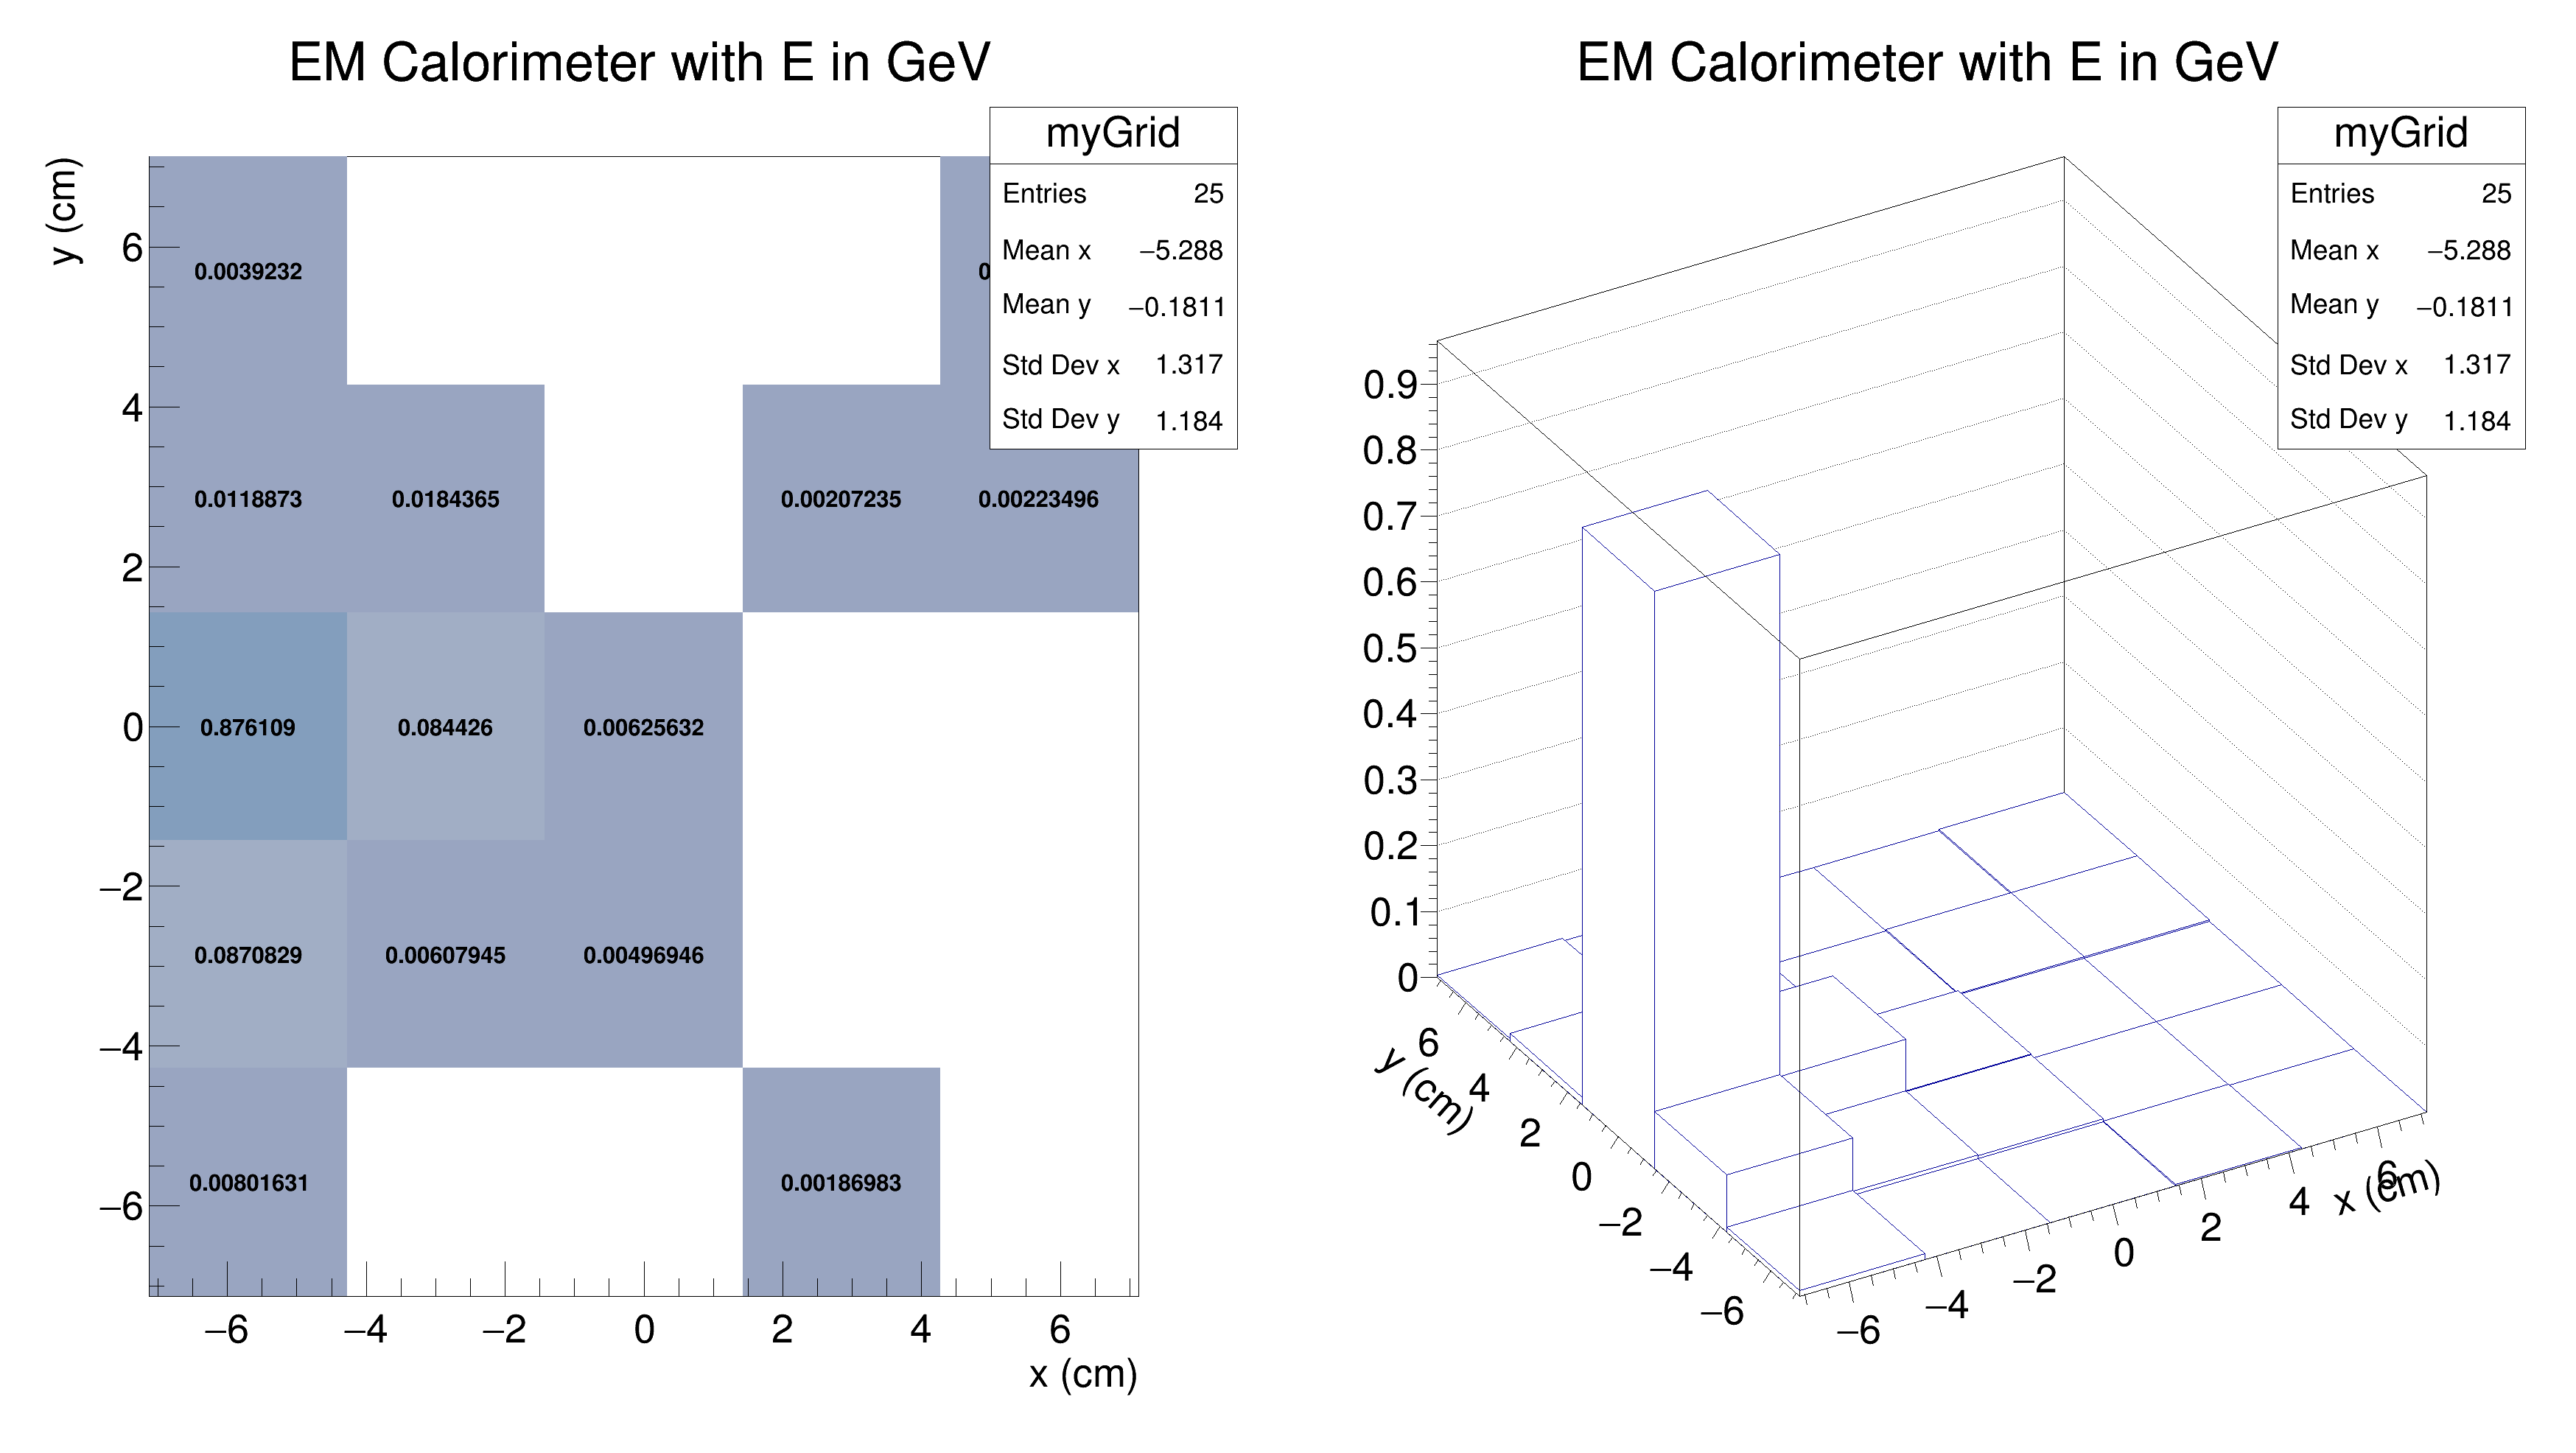 EM Calorimeter with E in GeV
myGrid
Entries 25
Mean x −5.288
Mean y −0.1811
Std Dev x 1.317
Std Dev y 1.184
y (cm)
6
4
2
0
−2
−4
−6
0.0039232
0.0118873 0.0184365 0.00207235 0.00223496
0.876109 0.084426 0.00625632
0.0870829 0.00607945 0.00496946
0.00801631 0.00186983
−6 −4 −2 0 2 4 6
x (cm)
EM Calorimeter with E in GeV
myGrid
Entries 25
Mean x −5.288
Mean y −0.1811
Std Dev x 1.317
Std Dev y 1.184
0.9
0.8
0.7
0.6
0.5
0.4
0.3
0.2
0.1
0
6
4
2
0
−2
−4
−6
y (cm)
−6
−4
−2
0
2
4
6
x (cm)